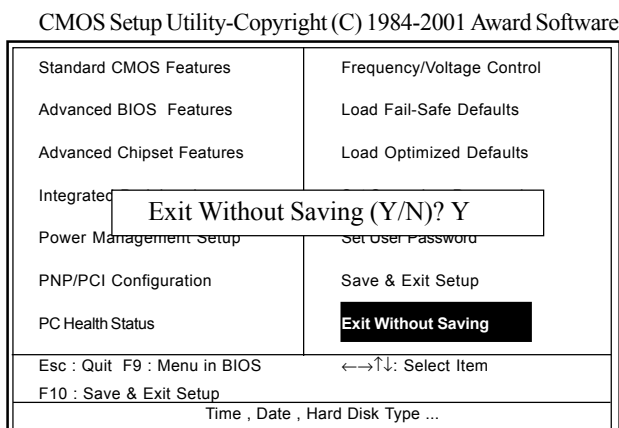 CMOS Setup Utility-Copyright (C) 1984-2001 Award Software
Standard CMOS Features
Frequency/Voltage Control
Advanced BIOS Features
Load Fail-Safe Defaults
Advanced Chipset Features
Load Optimized Defaults
Integrated
Exit Without Saving (Y/N)? Y
Power Management Setup
Set User Password
PNP/PCI Configuration
Save & Exit Setup
PC Health Status
Exit Without Saving
Esc : Quit F9 : Menu in BIOS
←→↑↓: Select Item
F10 : Save & Exit Setup
Time , Date , Hard Disk Type ...